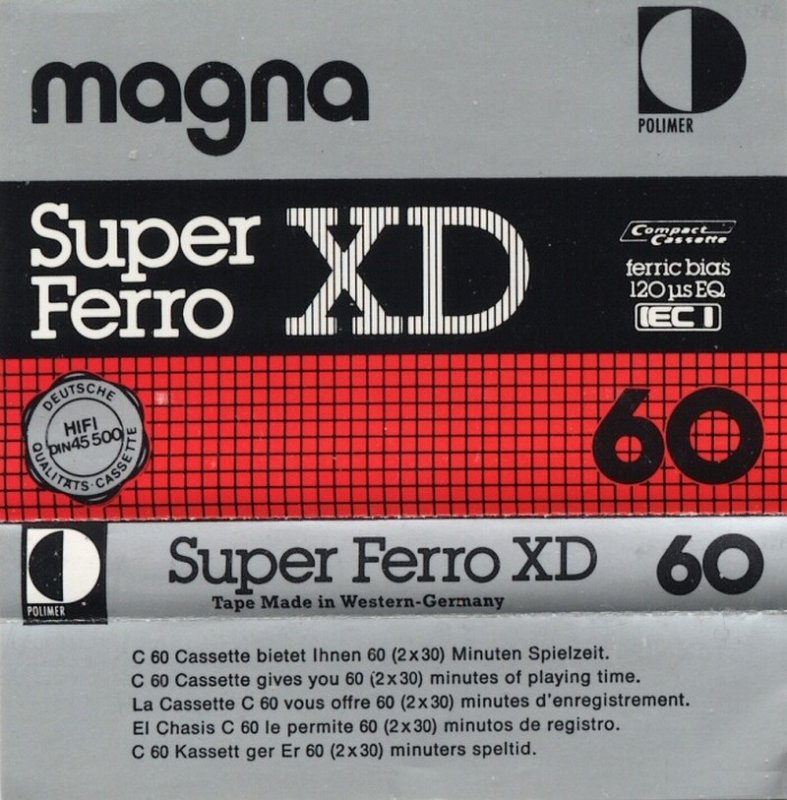 magna
POLIMER
Super
Ferro
XD
Compact
Cassette
ferric bias
120 µs EQ
IEC I
DEUTSCHE
HIFI
DIN 45 500
QUALITÄTS-CASSETTE
60
POLIMER
Super Ferro XD
60
Tape Made in Western-Germany
C 60 Cassette bietet Ihnen 60 (2x30) Minuten Spielzeit.
C 60 Cassette gives you 60 (2x30) minutes of playing time.
La Cassette C 60 vous offre 60 (2x30) minutes d'enregistrement.
El Chasis C 60 le permite 60 (2x30) minutos de registro.
C 60 Kassett ger Er 60 (2x30) minuters speltid.